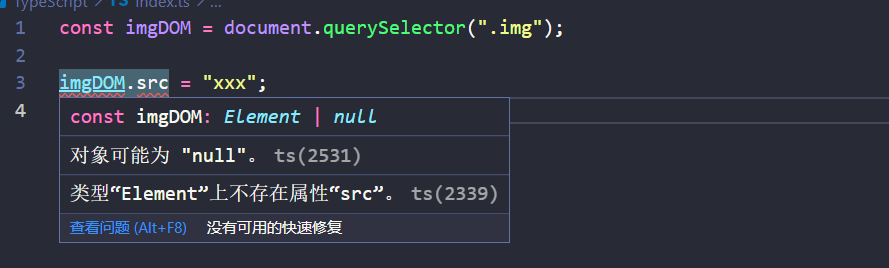 TypeScript > TS index.ts > ...
1 const imgDOM = document.querySelector(".img");
2
3 imgDOM.src = "xxx";
4
const imgDOM: Element | null
对象可能为 "null"。 ts(2531)
类型“Element”上不存在属性“src”。 ts(2339)
查看问题 (Alt+F8) 没有可用的快速修复